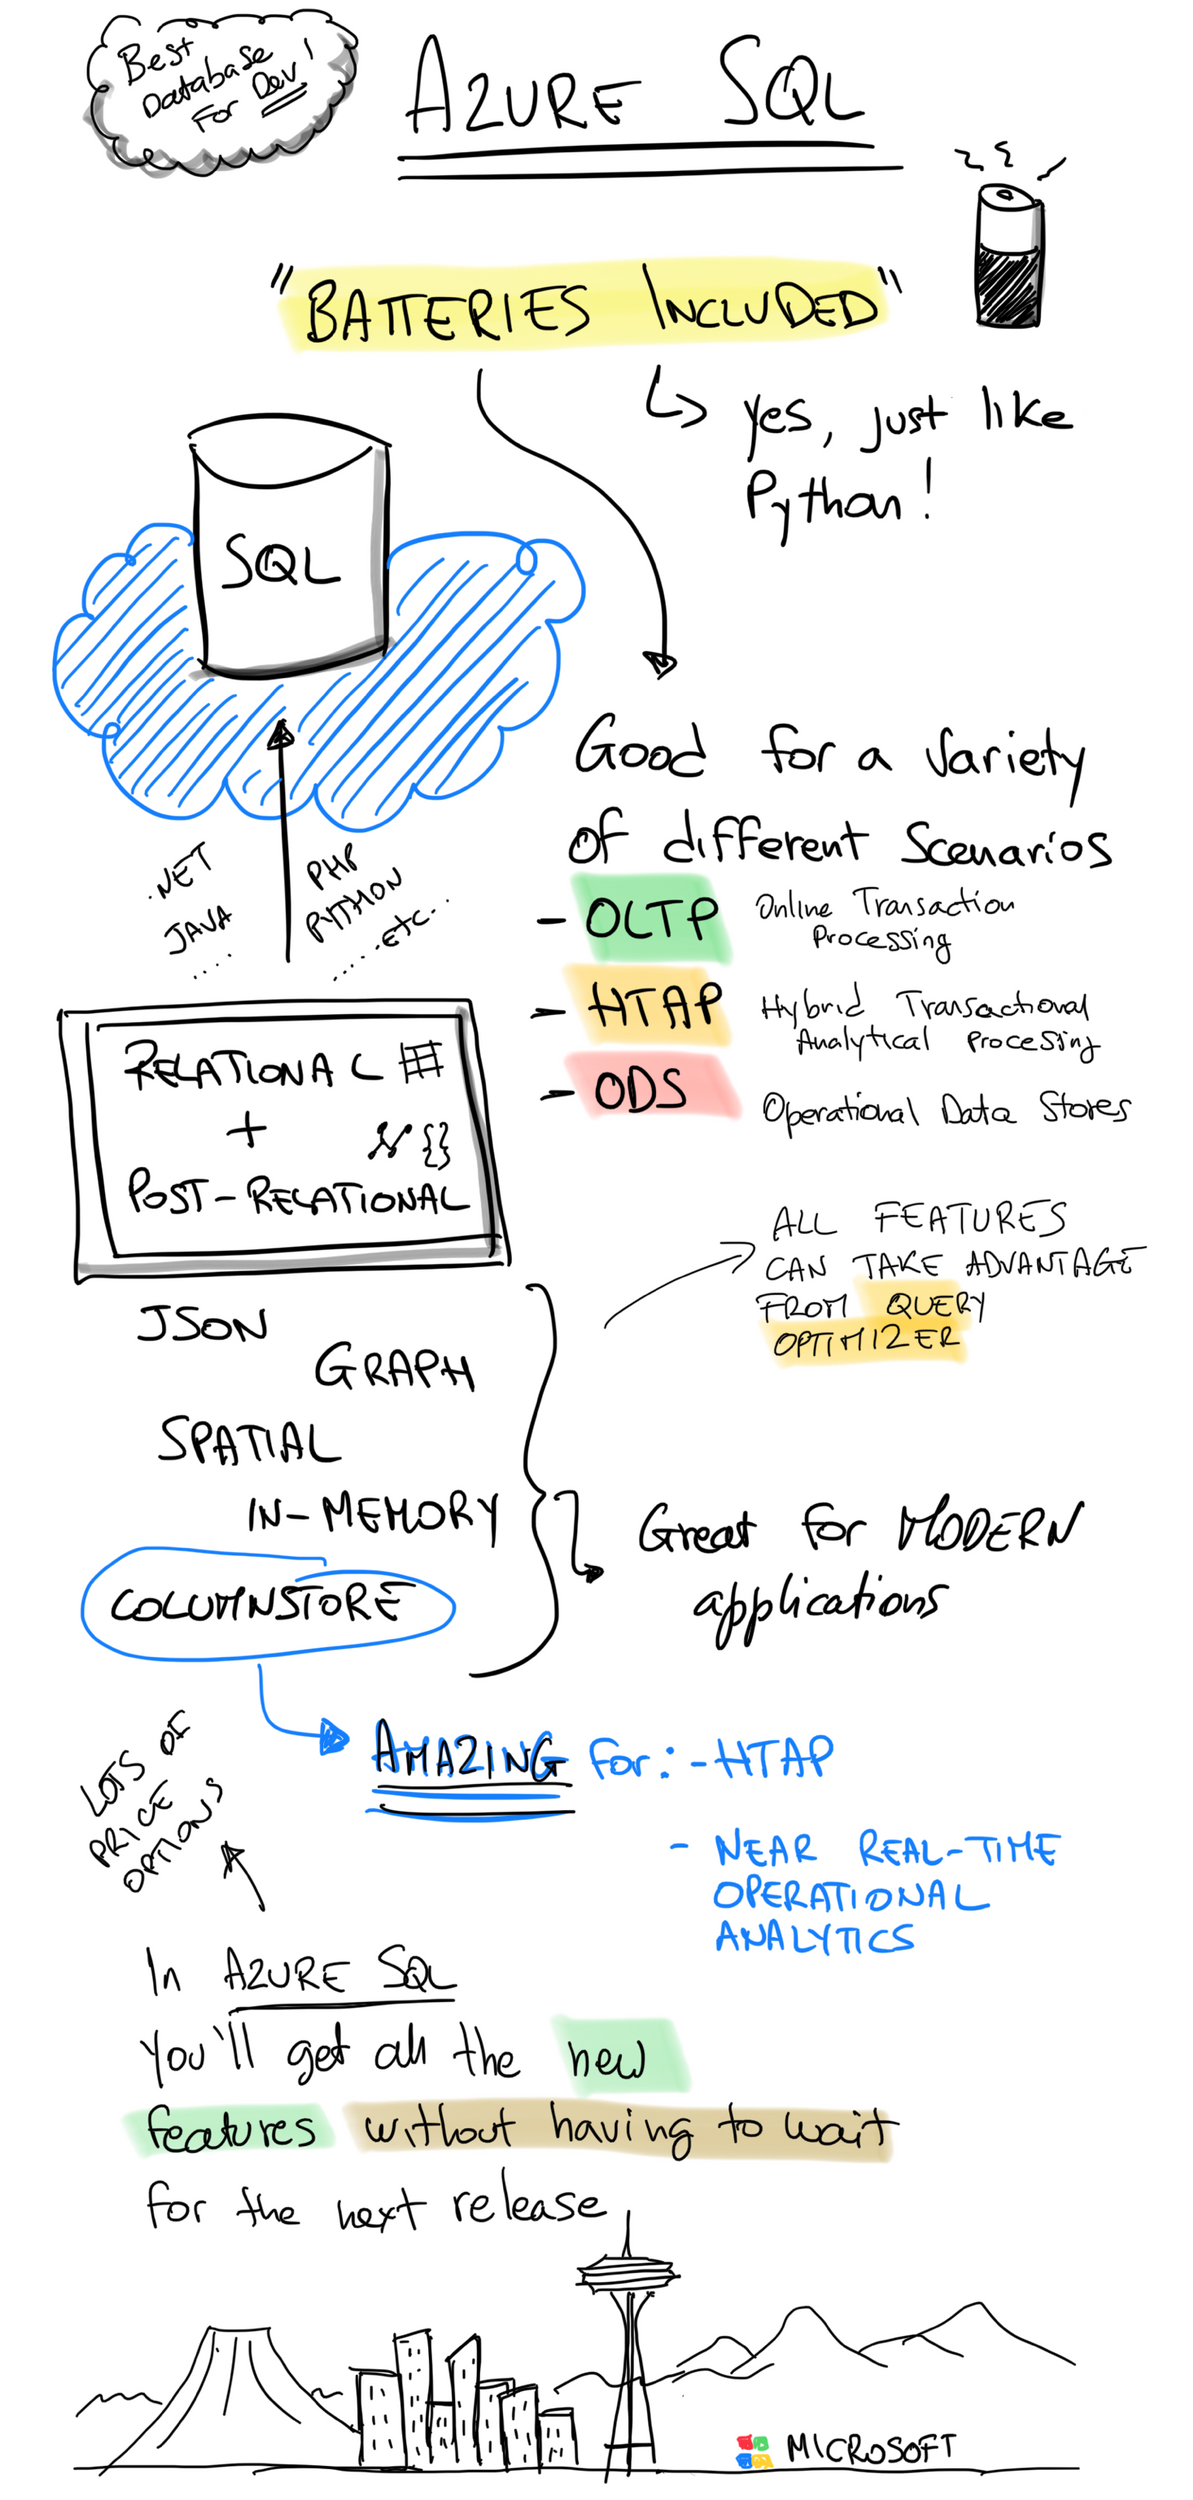 Best
Database
For Dev!
AZURE SQL
"BATTERIES INCLUDED"
yes, just like
Python!
SQL
Good for a variety
of different Scenarios
.NET
JAVA
.....
PHP
PYTHON
.....etc..
- OLTP Online Transaction
Processing
- HTAP Hybrid Transactional
Analytical Procesing
- ODS Operational Data Stores
RELATIONAL
+
{}
POST-RELATIONAL
ALL FEATURES
CAN TAKE ADVANTAGE
FROM QUERY
OPTIMIZER
JSON
GRAPH
SPATIAL
IN-MEMORY
COLUMNSTORE
Great for MODERN
applications
AMAZING for: - HTAP
- NEAR REAL-TIME
OPERATIONAL
ANALYTICS
LOTS OF
PRICE
OPTIONS
In AZURE SQL
You'll get all the new
features without having to wait
for the next release
MICROSOFT